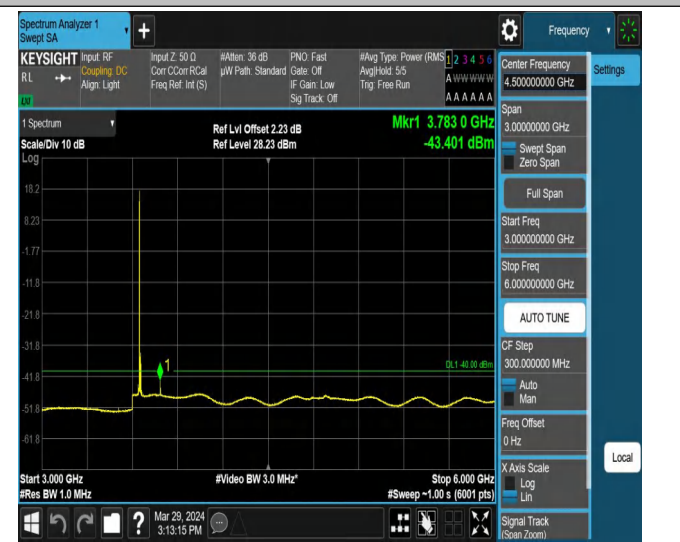 Spectrum Analyzer 1
Swept SA
+
Frequency
KEYSIGHT
RL
LXI
Input: RF
Coupling: DC
Align: Light
Input Z: 50 Ω
Corr CCorr RCal
Freq Ref: Int (S)
#Atten: 36 dB
µW Path: Standard
PNO: Fast
Gate: Off
IF Gain: Low
Sig Track: Off
#Avg Type: Power (RMS
Avg|Hold: 5/5
Trig: Free Run
1 2 3 4 5 6
A W W W W W
A A A A A A
1 Spectrum
Scale/Div 10 dB
Log
Ref Lvl Offset 2.23 dB
Ref Level 28.23 dBm
Mkr1 3.783 0 GHz
-43.401 dBm
18.2
8.23
-1.77
-11.8
-21.8
-31.8
-41.8
-51.8
-61.8
1
DL1 -40.00 dBm
Start 3.000 GHz
#Res BW 1.0 MHz
#Video BW 3.0 MHz*
Stop 6.000 GHz
#Sweep ~1.00 s (6001 pts)
Mar 29, 2024
3:13:15 PM
?
Center Frequency
4.500000000 GHz
Span
3.00000000 GHz
Swept Span
Zero Span
Full Span
Start Freq
3.000000000 GHz
Stop Freq
6.000000000 GHz
AUTO TUNE
CF Step
300.000000 MHz
Auto
Man
Freq Offset
0 Hz
X Axis Scale
Log
Lin
Signal Track
(Span Zoom)
Settings
Local